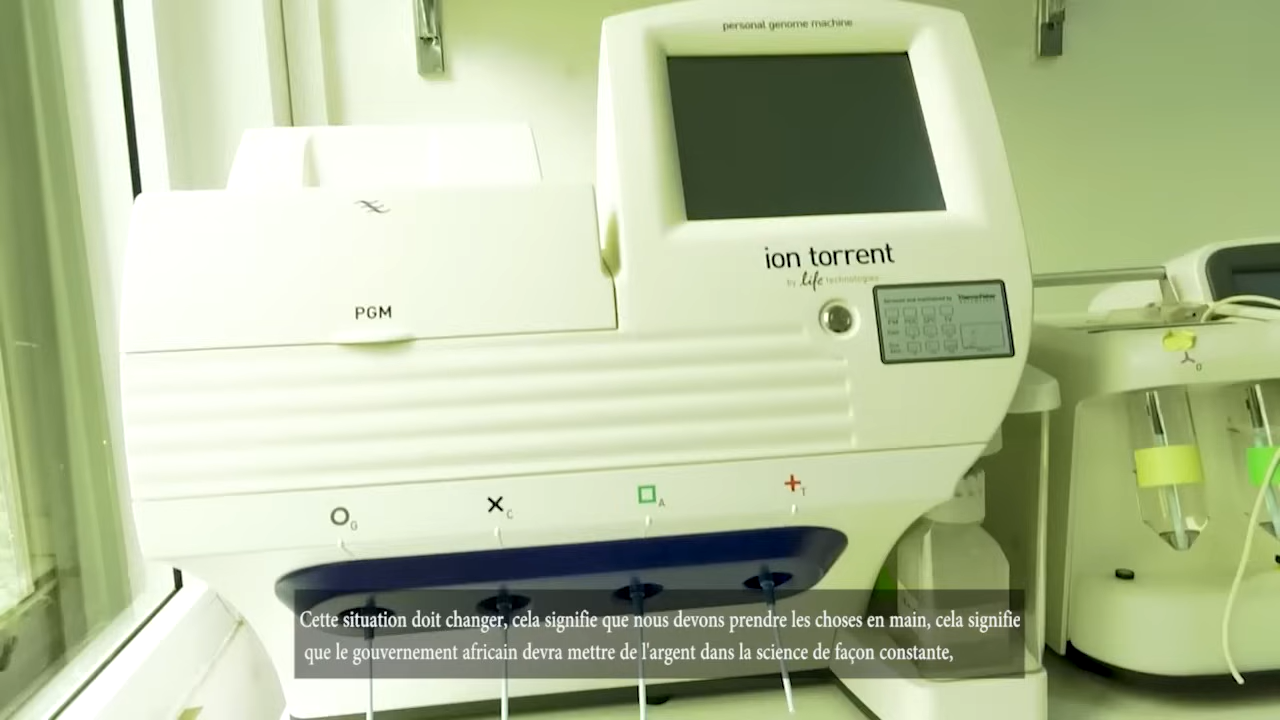 personal genome machine
ion torrent
by life technologies
PGM
ThermoFisher
G
C
A
T
Cette situation doit changer, cela signifie que nous devons prendre les choses en main, cela signifie
que le gouvernement africain devra mettre de l'argent dans la science de façon constante,